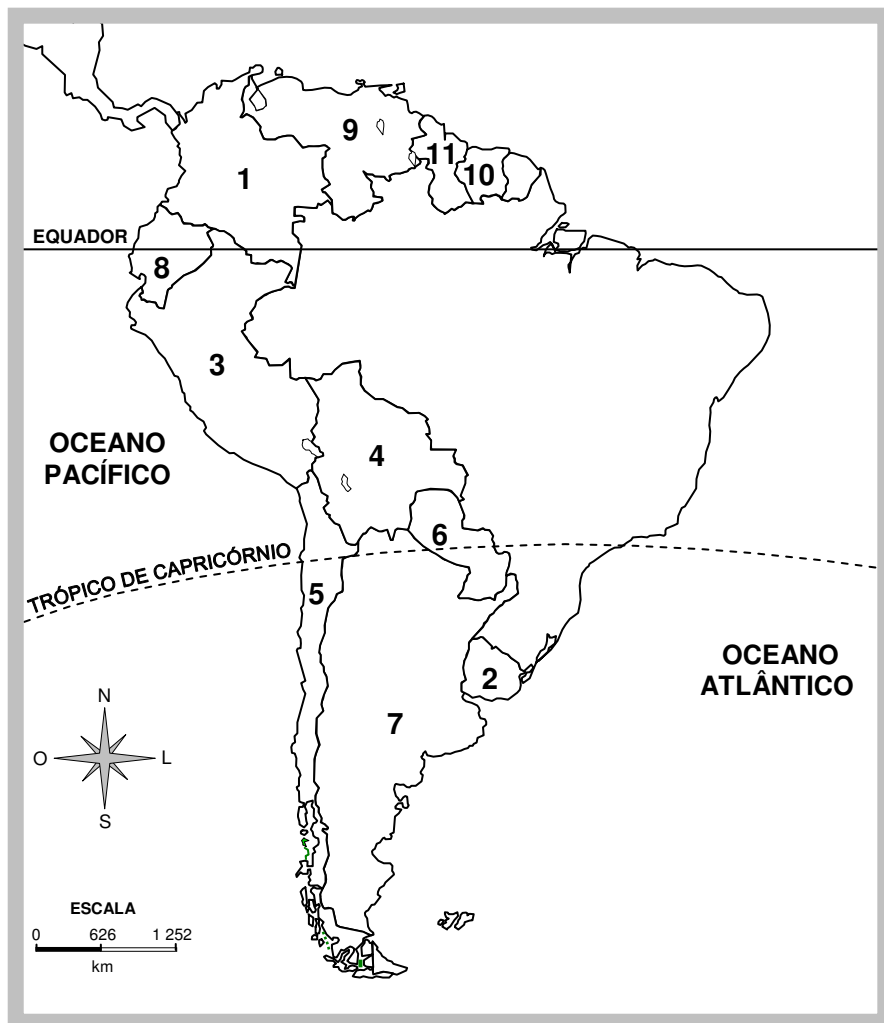 9
11
10
1
EQUADOR
8
3
OCEANO
PACÍFICO
4
6
TRÓPICO DE CAPRICÓRNIO
5
OCEANO
ATLÂNTICO
2
7
N
O
L
S
ESCALA
0 626 1 252
km